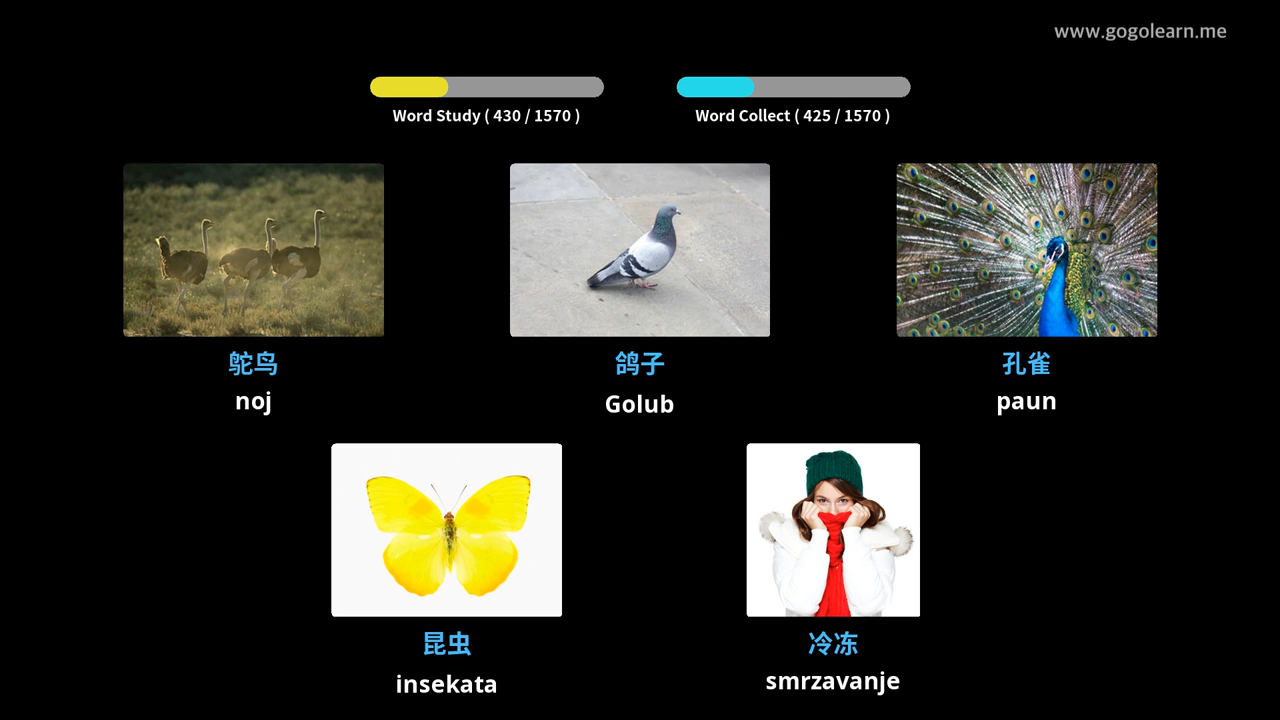 www.gogolearn.me
Word Study ( 430 / 1570 )
Word Collect ( 425 / 1570 )
鸵鸟
noj
鸽子
Golub
孔雀
paun
昆虫
insekata
冷冻
smrzavanje